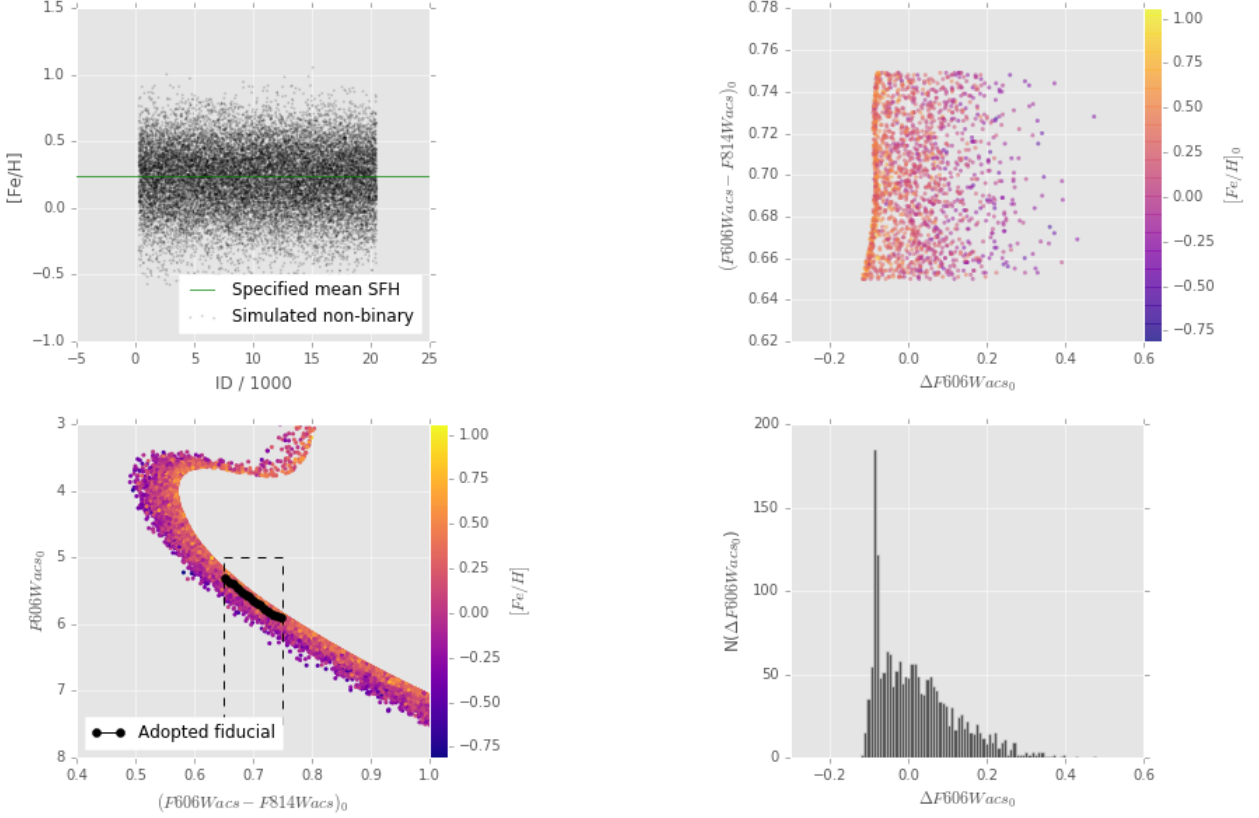 1.5
1.0
0.5
0.0
−0.5
−1.0
[Fe/H]
−5 0 5 10 15 20 25
ID / 1000
Specified mean SFH
Simulated non-binary
0.78
0.76
0.74
0.72
0.70
0.68
0.66
0.64
0.62
(F606Wacs − F814Wacs)₀
−0.2 0.0 0.2 0.4 0.6
ΔF606Wacs₀
1.00
0.75
0.50
0.25
0.00
−0.25
−0.50
−0.75
[Fe/H]₀
3
4
5
6
7
8
F606Wacs₀
0.4 0.5 0.6 0.7 0.8 0.9 1.0
(F606Wacs − F814Wacs)₀
Adopted fiducial
1.00
0.75
0.50
0.25
0.00
−0.25
−0.50
−0.75
[Fe/H]
200
150
100
50
0
N(ΔF606Wacs₀)
−0.2 0.0 0.2 0.4 0.6
ΔF606Wacs₀